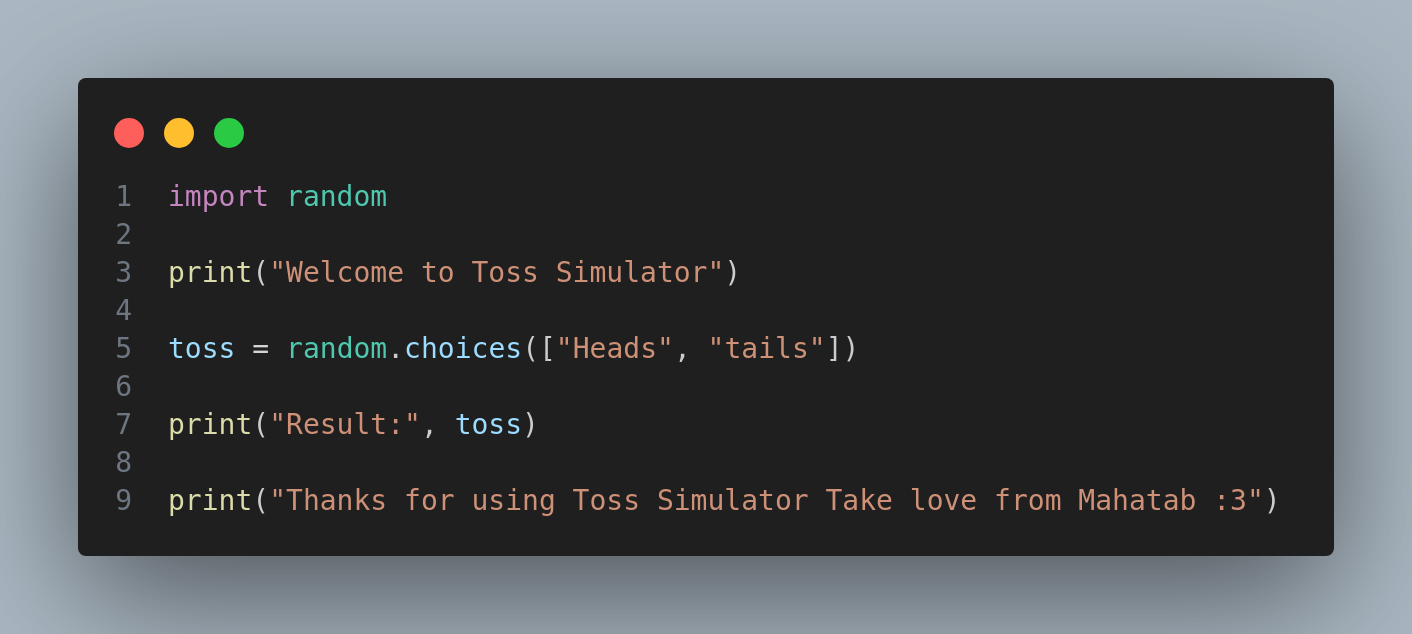 1 import random
2
3 print("Welcome to Toss Simulator")
4
5 toss = random.choices(["Heads", "tails"])
6
7 print("Result:", toss)
8
9 print("Thanks for using Toss Simulator Take love from Mahatab :3")